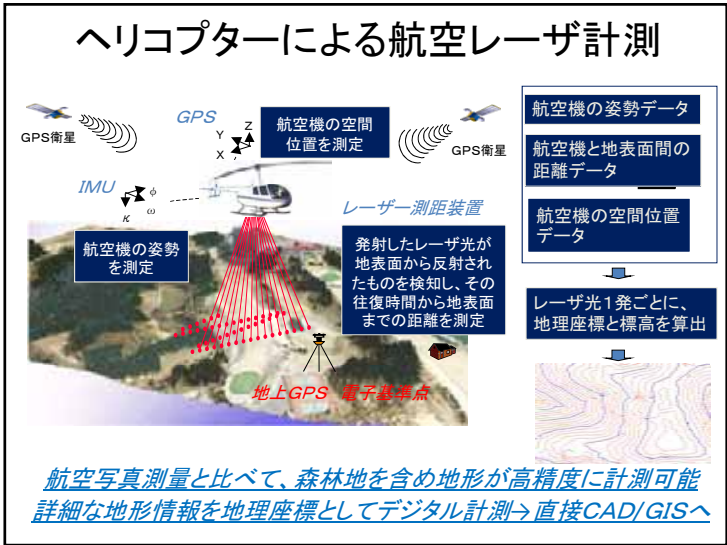 ヘリコプターによる航空レーザ計測
GPS衛星
GPS
Z
Y
X
航空機の空間
位置を測定
GPS衛星
IMU
φ
ω
κ
航空機の姿勢
を測定
レーザー測距装置
発射したレーザ光が
地表面から反射され
たものを検知し、その
往復時間から地表面
までの距離を測定
地上GPS 電子基準点
航空機の姿勢データ
航空機と地表面間の
距離データ
航空機の空間位置
データ
レーザ光１発ごとに、
地理座標と標高を算出
航空写真測量と比べて、森林地を含め地形が高精度に計測可能
詳細な地形情報を地理座標としてデジタル計測→直接CAD/GISへ